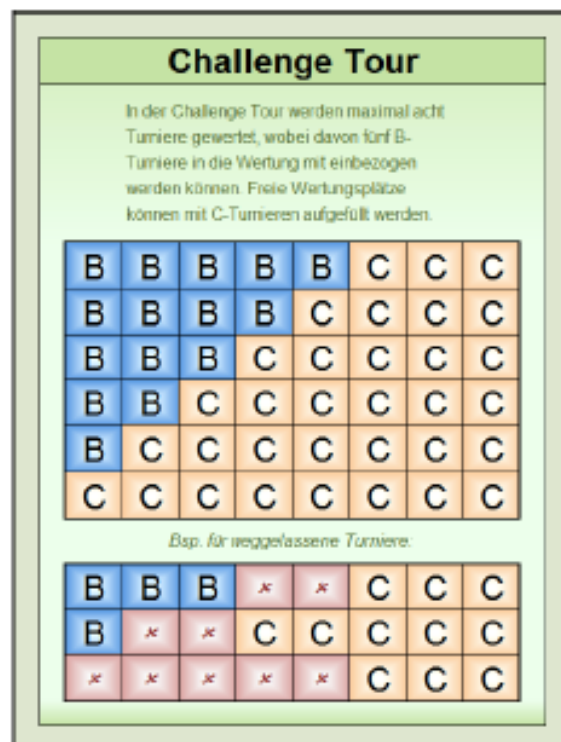 Challenge Tour
In der Challenge Tour werden maximal acht
Turniere gewertet, wobei davon fünf B-
Turniere in die Wertung mit einbezogen
werden können. Freie Wertungsplätze
können mit C-Turnieren aufgefüllt werden.
B B B B B C C C
B B B B C C C C
B B B C C C C C
B B C C C C C C
B C C C C C C C
C C C C C C C C
Bsp. für weggelassene Turniere:
B B B x x C C C
B x x C C C C C
x x x x x C C C